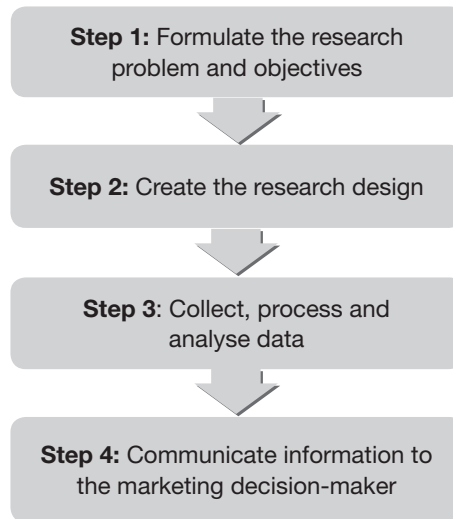 Step 1: Formulate the research
problem and objectives
Step 2: Create the research design
Step 3: Collect, process and
analyse data
Step 4: Communicate information to
the marketing decision-maker